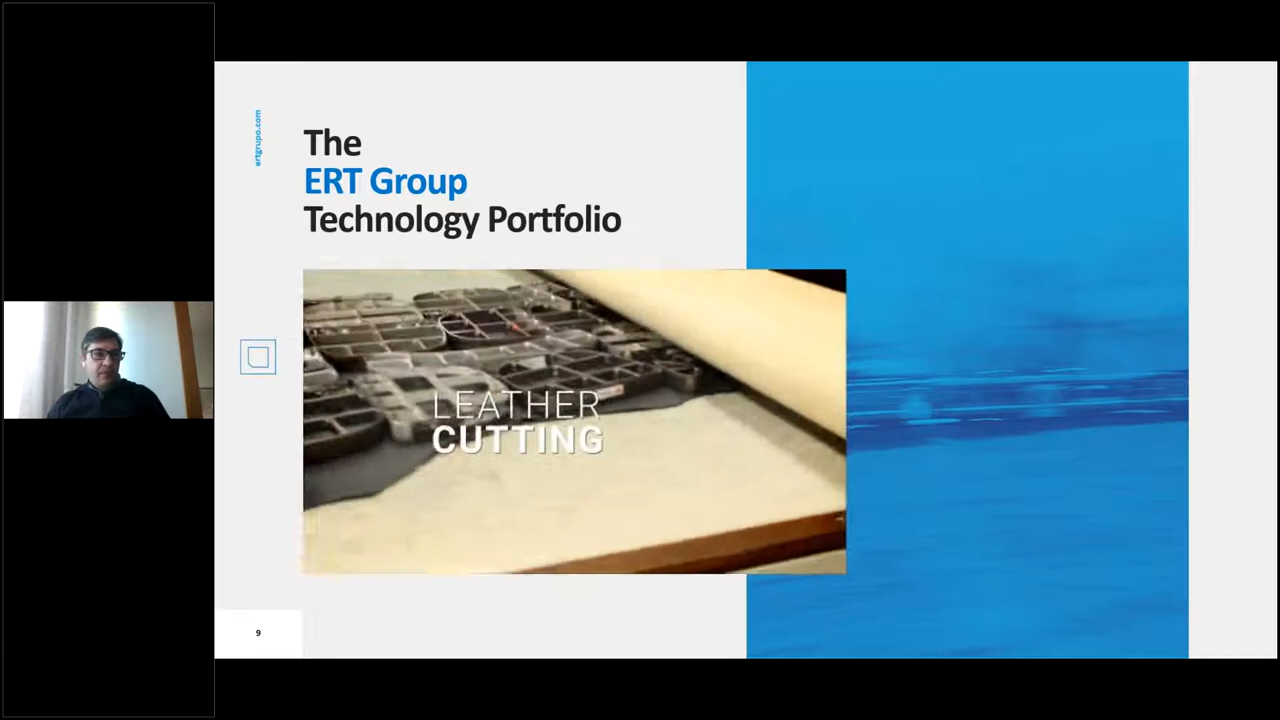 ertgrupo.com
The
ERT Group
Technology Portfolio
LEATHER
CUTTING
9